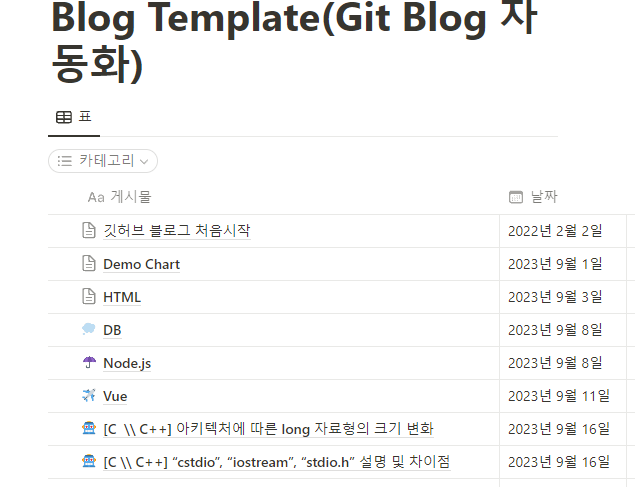 Blog Template(Git Blog 자
동화)
표
카테고리
Aa 게시물 날짜
깃허브 블로그 처음시작 2022년 2월 2일
Demo Chart 2023년 9월 1일
HTML 2023년 9월 3일
DB 2023년 9월 8일
Node.js 2023년 9월 8일
Vue 2023년 9월 11일
[C \\ C++] 아키텍처에 따른 long 자료형의 크기 변화 2023년 9월 16일
[C \\ C++] “cstdio”, “iostream”, “stdio.h” 설명 및 차이점 2023년 9월 16일